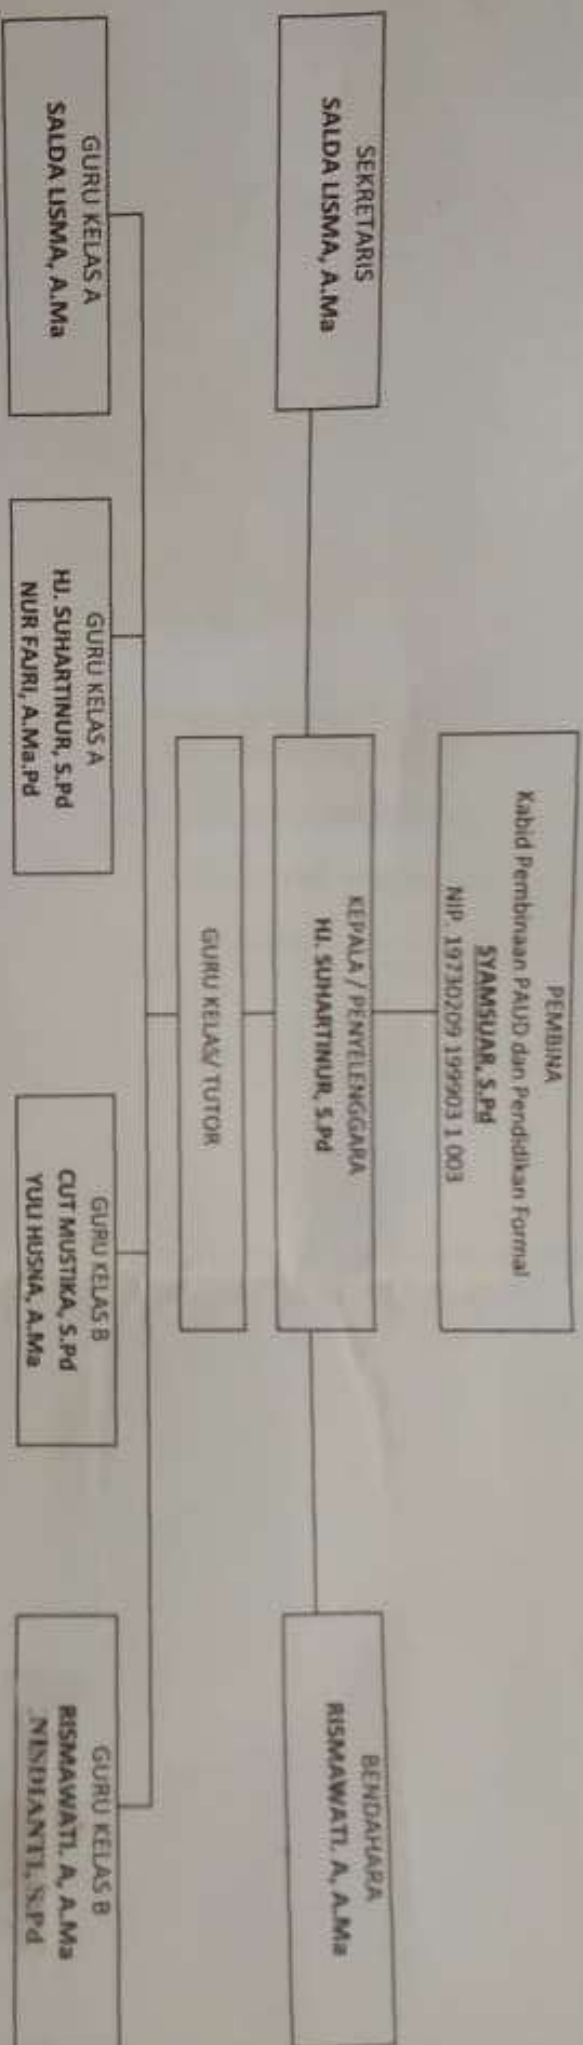 PEMBINA
Kabid Pembinaan PAUD dan Pendidikan Formal
SYAMSUAR, S.Pd
NIP. 19730209 199903 1 003
SEKRETARIS
SALDA LISMA, A.Ma
KEPALA / PENYELENGGARA
HJ. SUHARTINUR, S.Pd
BENDAHARA
RISMAWATI. A, A.Ma
GURU KELAS/ TUTOR
GURU KELAS A
SALDA LISMA, A.Ma
GURU KELAS A
HJ. SUHARTINUR, S.Pd
NUR FAJRI, A.Ma.Pd
GURU KELAS B
CUT MUSTIKA, S.Pd
YULI HUSNA, A.Ma
GURU KELAS B
RISMAWATI. A, A.Ma
NISDIANTI, S.Pd